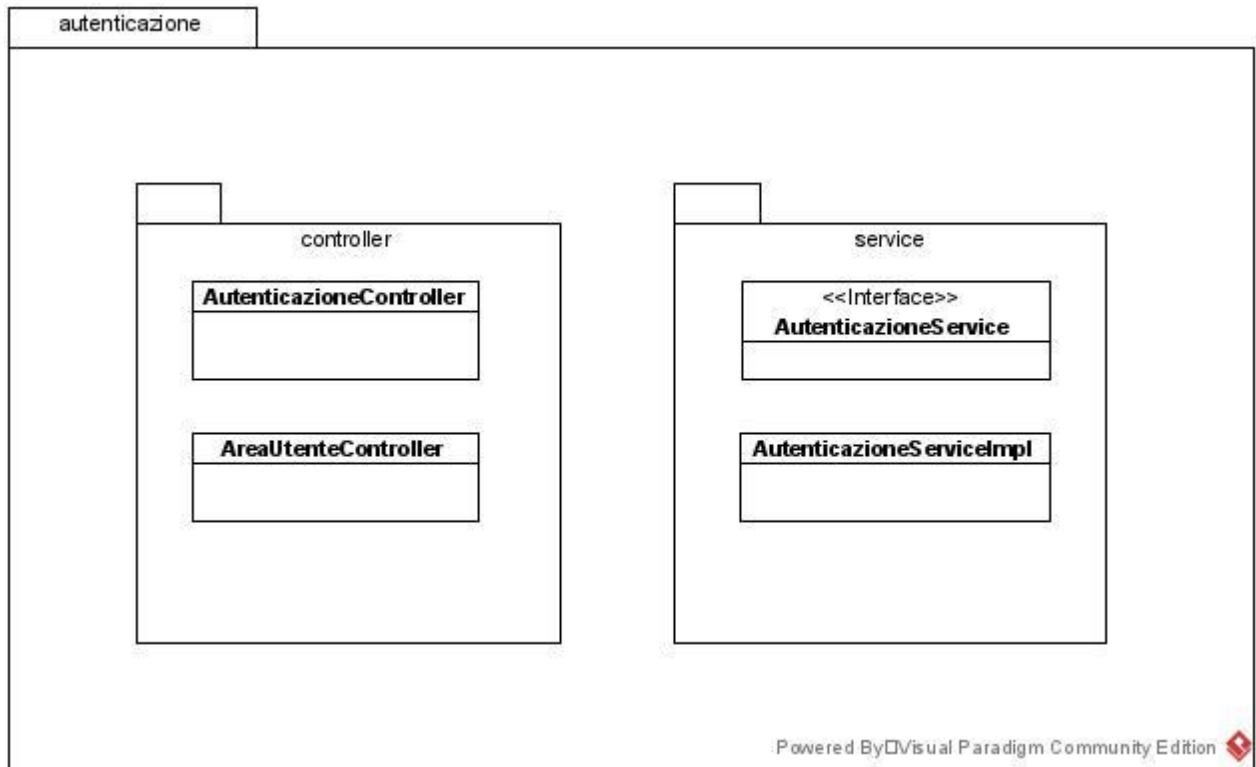 autenticazione
controller
AutenticazioneController
AreaUtenteController
service
<<Interface>>
AutenticazioneService
AutenticazioneServiceImpl
Powered By□Visual Paradigm Community Edition